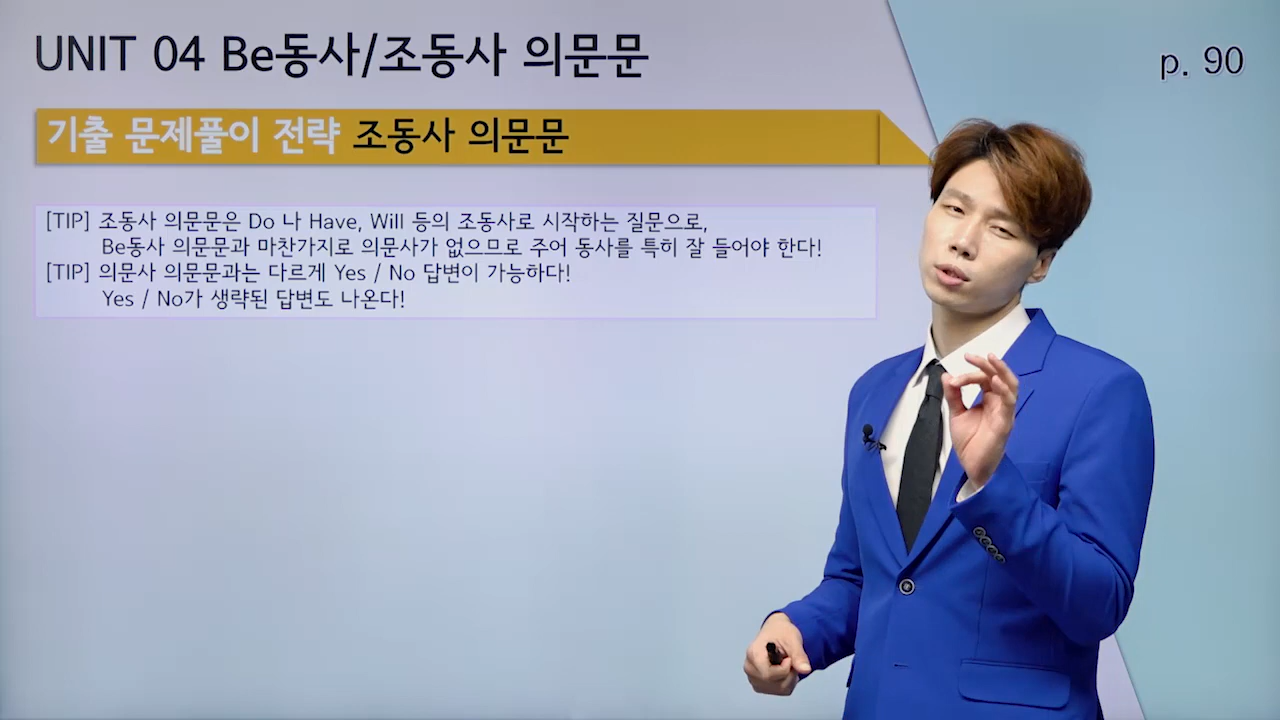 UNIT 04 Be동사/조동사 의문문
p. 90
기출 문제풀이 전략 조동사 의문문
[TIP] 조동사 의문문은 Do 나 Have, Will 등의 조동사로 시작하는 질문으로,
Be동사 의문문과 마찬가지로 의문사가 없으므로 주어 동사를 특히 잘 들어야 한다!
[TIP] 의문사 의문문과는 다르게 Yes / No 답변이 가능하다!
Yes / No가 생략된 답변도 나온다!